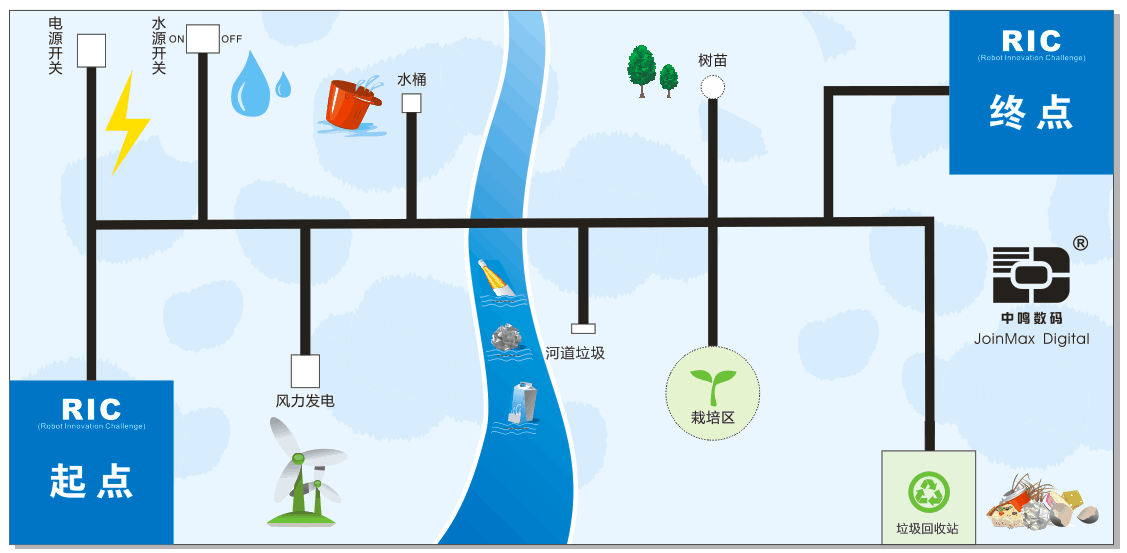 电源开关
水源开关
ON
OFF
水桶
树苗
RIC
(Robot Innovation Challenge)
终点
®
中鸣数码
JoinMax Digital
河道垃圾
风力发电
栽培区
RIC
(Robot Innovation Challenge)
起点
垃圾回收站